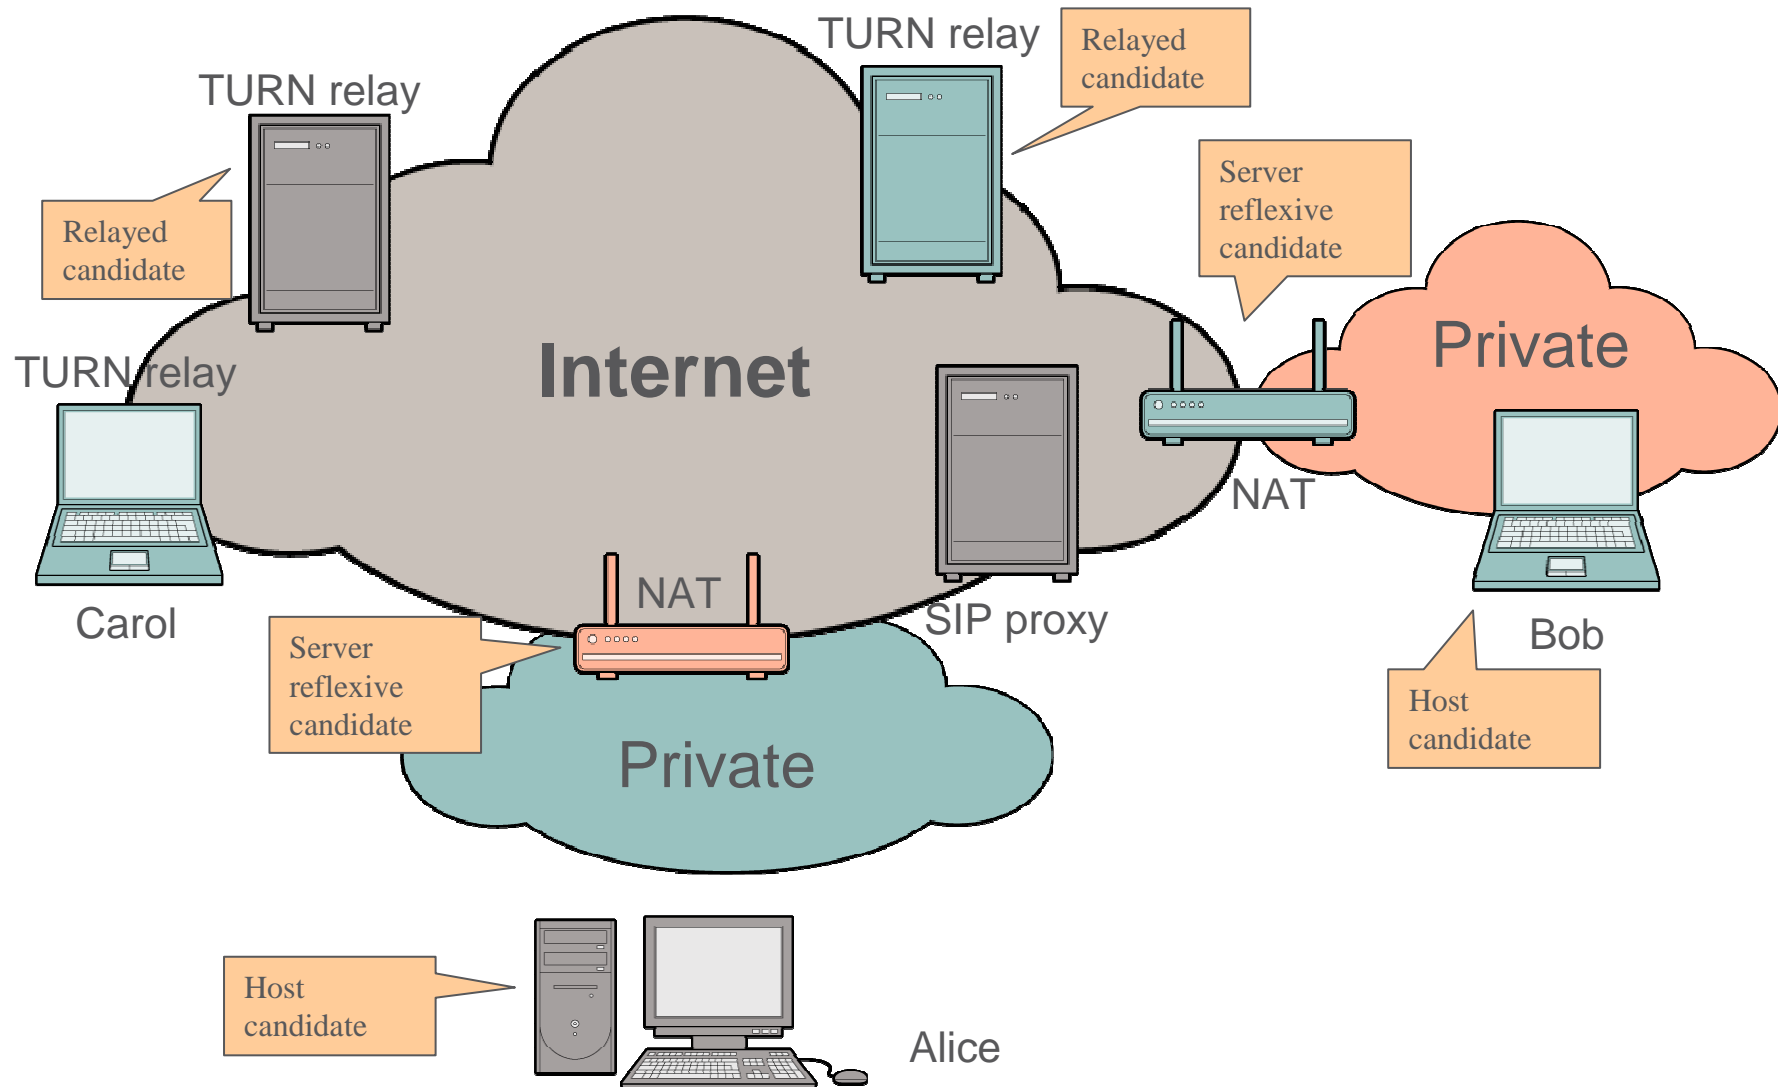 TURN relay
Relayed
candidate
TURN relay
Server
reflexive
candidate
Relayed
candidate
Internet
Private
TURN relay
NAT
NAT
Carol
SIP proxy
Bob
Server
reflexive
candidate
Host
candidate
Private
Host
candidate
Alice